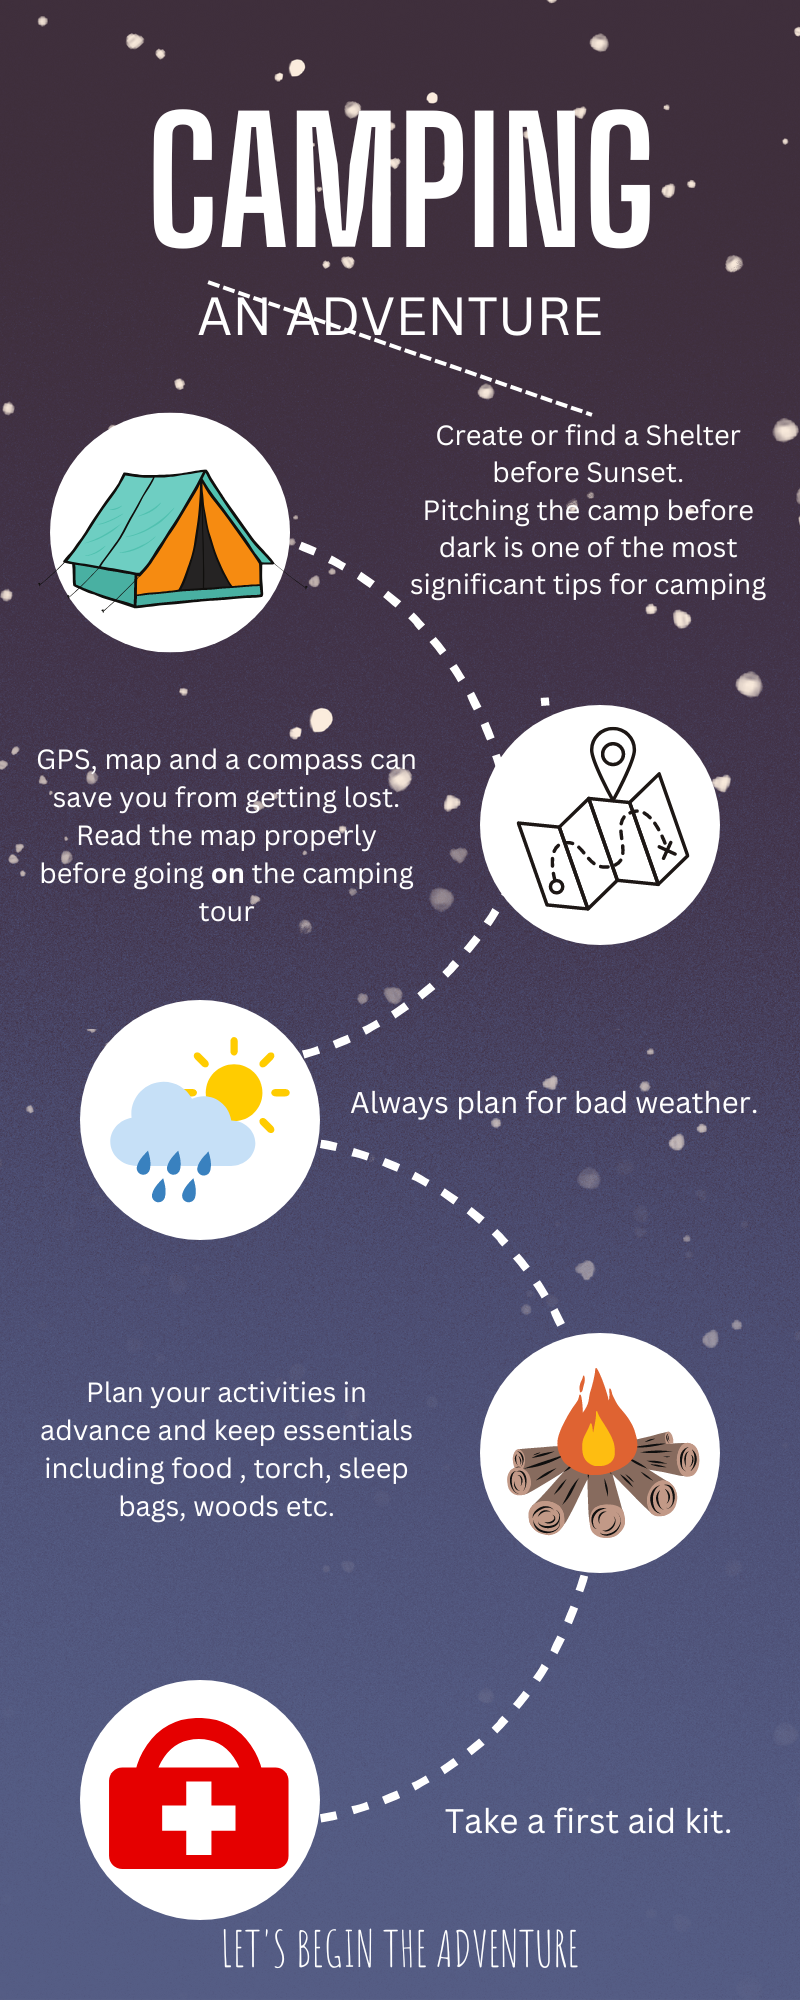 CAMPING
AN ADVENTURE
Create or find a Shelter
before Sunset.
Pitching the camp before
dark is one of the most
significant tips for camping
GPS, map and a compass can
save you from getting lost.
Read the map properly
before going on the camping
tour
Always plan for bad weather.
Plan your activities in
advance and keep essentials
including food , torch, sleep
bags, woods etc.
Take a first aid kit.
LET'S BEGIN THE ADVENTURE